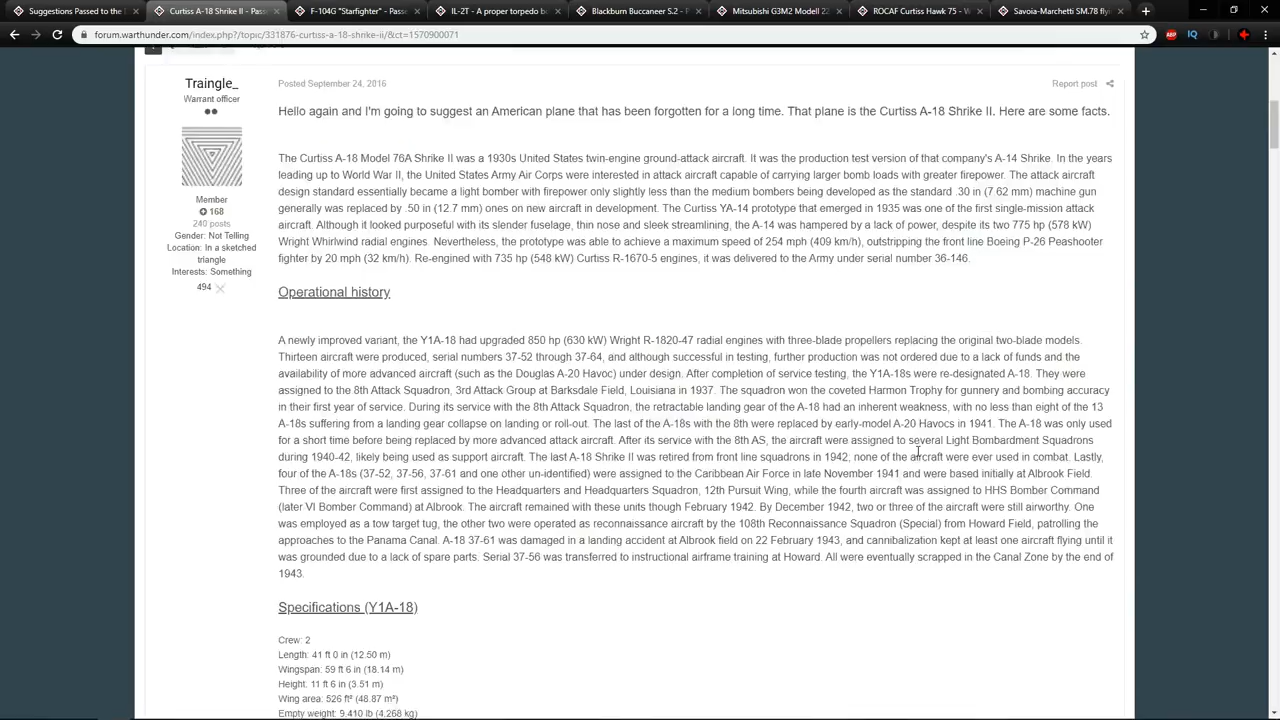 Suggestions Passed to the
Curtiss A-18 Shrike II - Pass
F-104G "Starfighter" - Pass
IL-2T - A proper torpedo b
Blackburn Buccaneer S.2 - P
Mitsubishi G3M2 Model 22
ROCAF Curtiss Hawk 75 - W
Savoia-Marchetti SM.78 flyi
forum.warthunder.com/index.php?/topic/331876-curtiss-a-18-shrike-ii/&ct=1570900071
Traingle_
Warrant officer
Member
168
240 posts
Gender: Not Telling
Location: In a sketched
triangle
Interests: Something
494
Posted September 24, 2016
Report post
Hello again and I'm going to suggest an American plane that has been forgotten for a long time. That plane is the Curtiss A-18 Shrike II. Here are some facts.
The Curtiss A-18 Model 76A Shrike II was a 1930s United States twin-engine ground-attack aircraft. It was the production test version of that company's A-14 Shrike. In the years
leading up to World War II, the United States Army Air Corps were interested in attack aircraft capable of carrying larger bomb loads with greater firepower. The attack aircraft
design standard essentially became a light bomber with firepower only slightly less than the medium bombers being developed as the standard .30 in (7.62 mm) machine gun
generally was replaced by .50 in (12.7 mm) ones on new aircraft in development. The Curtiss YA-14 prototype that emerged in 1935 was one of the first single-mission attack
aircraft. Although it looked purposeful with its slender fuselage, thin nose and sleek streamlining, the A-14 was hampered by a lack of power, despite its two 775 hp (578 kW)
Wright Whirlwind radial engines. Nevertheless, the prototype was able to achieve a maximum speed of 254 mph (409 km/h), outstripping the front line Boeing P-26 Peashooter
fighter by 20 mph (32 km/h). Re-engined with 735 hp (548 kW) Curtiss R-1670-5 engines, it was delivered to the Army under serial number 36-146.
Operational history
A newly improved variant, the Y1A-18 had upgraded 850 hp (630 kW) Wright R-1820-47 radial engines with three-blade propellers replacing the original two-blade models.
Thirteen aircraft were produced, serial numbers 37-52 through 37-64, and although successful in testing, further production was not ordered due to a lack of funds and the
availability of more advanced aircraft (such as the Douglas A-20 Havoc) under design. After completion of service testing, the Y1A-18s were re-designated A-18. They were
assigned to the 8th Attack Squadron, 3rd Attack Group at Barksdale Field, Louisiana in 1937. The squadron won the coveted Harmon Trophy for gunnery and bombing accuracy
in their first year of service. During its service with the 8th Attack Squadron, the retractable landing gear of the A-18 had an inherent weakness, with no less than eight of the 13
A-18s suffering from a landing gear collapse on landing or roll-out. The last of the A-18s with the 8th were replaced by early-model A-20 Havocs in 1941. The A-18 was only used
for a short time before being replaced by more advanced attack aircraft. After its service with the 8th AS, the aircraft were assigned to several Light Bombardment Squadrons
during 1940-42, likely being used as support aircraft. The last A-18 Shrike II was retired from front line squadrons in 1942, none of the aircraft were ever used in combat. Lastly,
four of the A-18s (37-52, 37-56, 37-61 and one other un-identified) were assigned to the Caribbean Air Force in late November 1941 and were based initially at Albrook Field.
Three of the aircraft were first assigned to the Headquarters and Headquarters Squadron, 12th Pursuit Wing, while the fourth aircraft was assigned to HHS Bomber Command
(later VI Bomber Command) at Albrook. The aircraft remained with these units though February 1942. By December 1942, two or three of the aircraft were still airworthy. One
was employed as a tow target tug, the other two were operated as reconnaissance aircraft by the 108th Reconnaissance Squadron (Special) from Howard Field, patrolling the
approaches to the Panama Canal. A-18 37-61 was damaged in a landing accident at Albrook field on 22 February 1943, and cannibalization kept at least one aircraft flying until it
was grounded due to a lack of spare parts. Serial 37-56 was transferred to instructional airframe training at Howard. All were eventually scrapped in the Canal Zone by the end of
1943.
Specifications (Y1A-18)
Crew: 2
Length: 41 ft 0 in (12.50 m)
Wingspan: 59 ft 6 in (18.14 m)
Height: 11 ft 6 in (3.51 m)
Wing area: 526 ft² (48.87 m²)
Empty weight: 9,410 lb (4,268 kg)